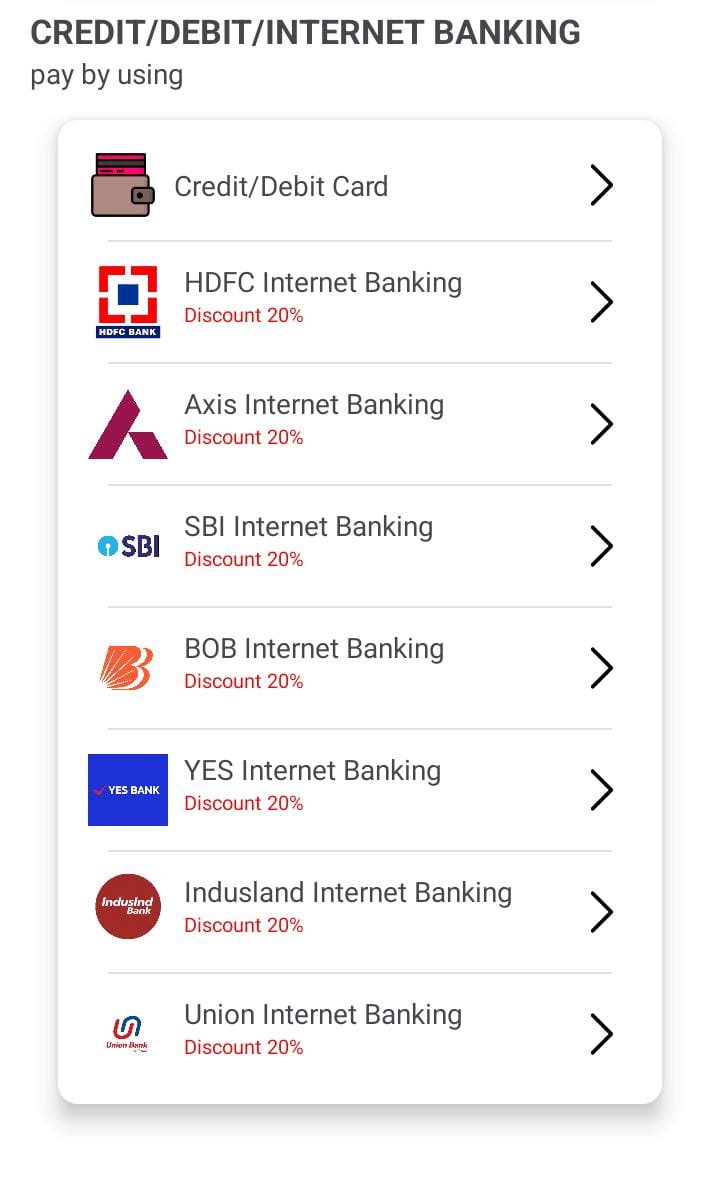 CREDIT/DEBIT/INTERNET BANKING
pay by using
Credit/Debit Card
HDFC BANK
HDFC Internet Banking
Discount 20%
Axis Internet Banking
Discount 20%
SBI
SBI Internet Banking
Discount 20%
BOB Internet Banking
Discount 20%
YES BANK
YES Internet Banking
Discount 20%
IndusInd
Bank
Indusland Internet Banking
Discount 20%
Union Bank
Union Internet Banking
Discount 20%